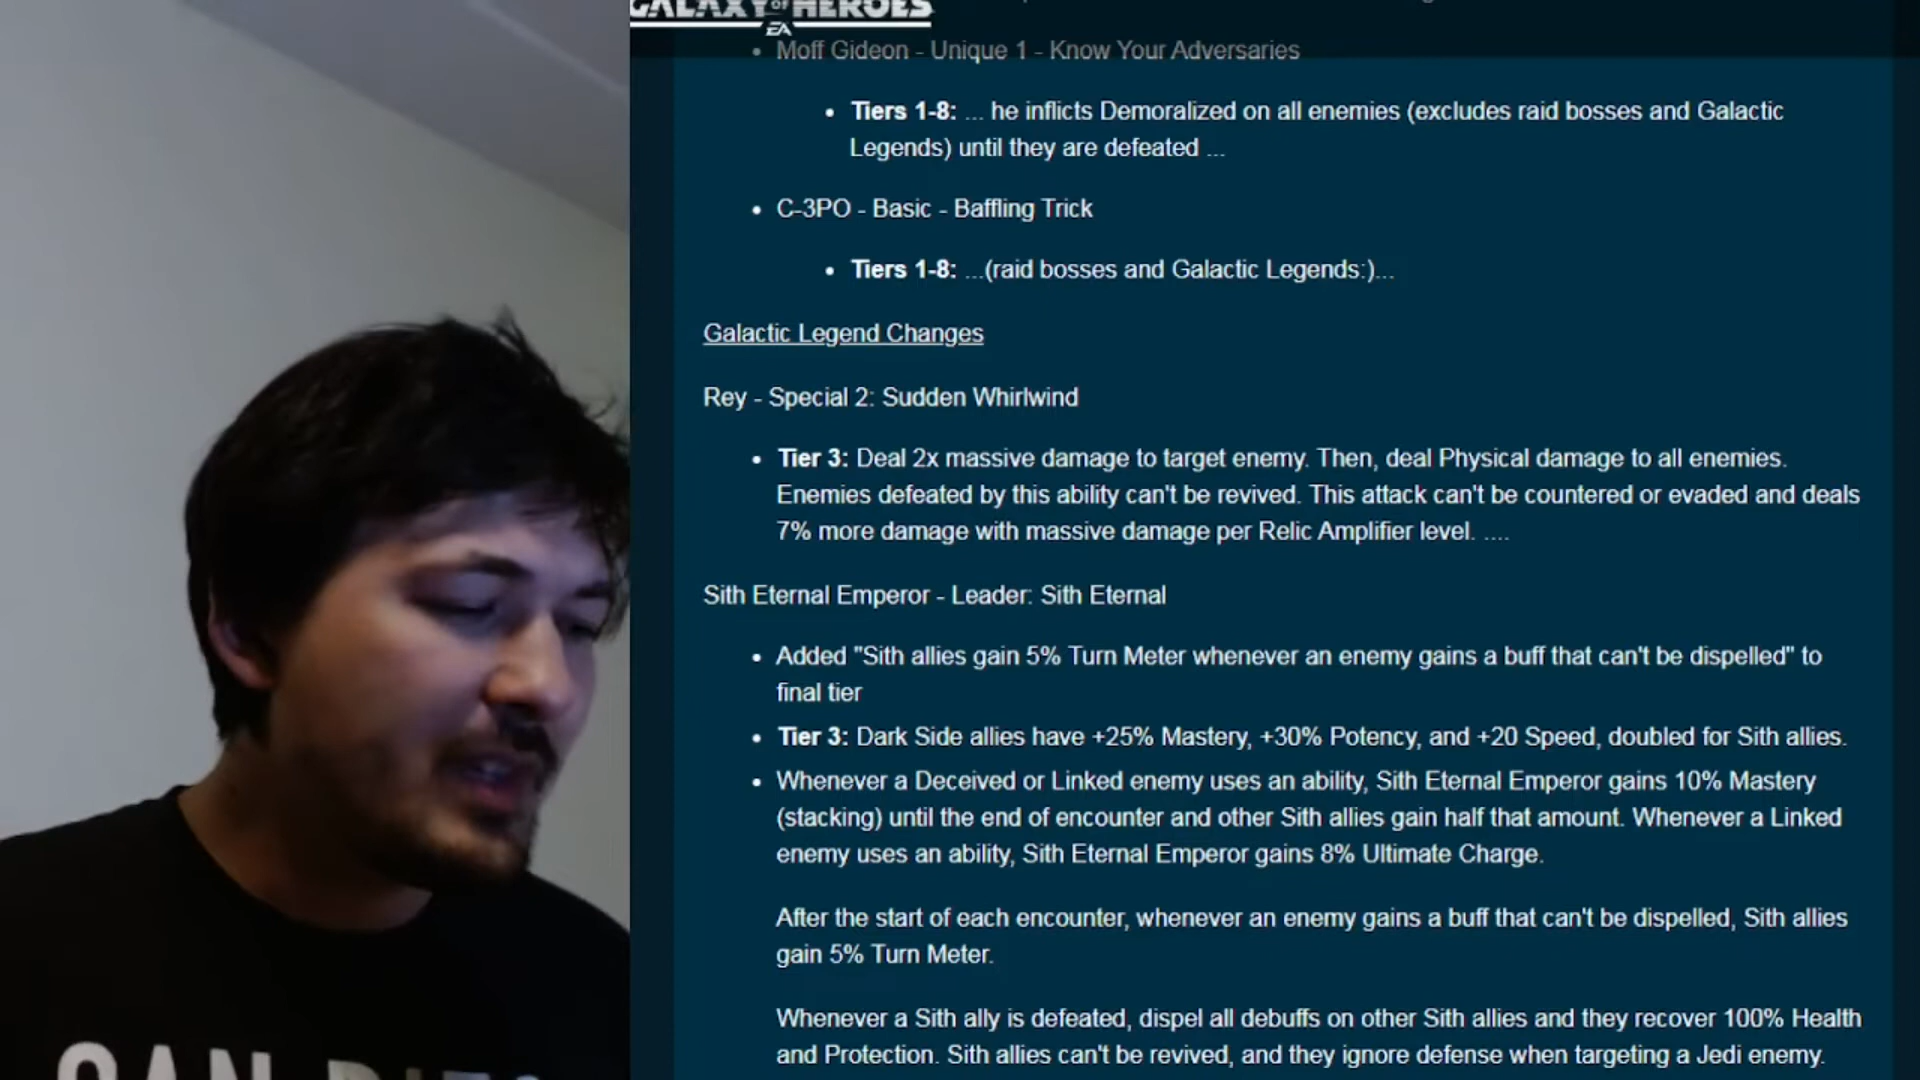 GALAXY OF HEROES
EA
Moff Gideon - Unique 1 - Know Your Adversaries
Tiers 1-8: ... he inflicts Demoralized on all enemies (excludes raid bosses and Galactic
Legends) until they are defeated ...
C-3PO - Basic - Baffling Trick
Tiers 1-8: ...(raid bosses and Galactic Legends:)...
Galactic Legend Changes
Rey - Special 2: Sudden Whirlwind
Tier 3: Deal 2x massive damage to target enemy. Then, deal Physical damage to all enemies.
Enemies defeated by this ability can't be revived. This attack can't be countered or evaded and deals
7% more damage with massive damage per Relic Amplifier level. ....
Sith Eternal Emperor - Leader: Sith Eternal
Added "Sith allies gain 5% Turn Meter whenever an enemy gains a buff that can't be dispelled" to
final tier
Tier 3: Dark Side allies have +25% Mastery, +30% Potency, and +20 Speed, doubled for Sith allies.
Whenever a Deceived or Linked enemy uses an ability, Sith Eternal Emperor gains 10% Mastery
(stacking) until the end of encounter and other Sith allies gain half that amount. Whenever a Linked
enemy uses an ability, Sith Eternal Emperor gains 8% Ultimate Charge.
After the start of each encounter, whenever an enemy gains a buff that can't be dispelled, Sith allies
gain 5% Turn Meter.
Whenever a Sith ally is defeated, dispel all debuffs on other Sith allies and they recover 100% Health
and Protection. Sith allies can't be revived, and they ignore defense when targeting a Jedi enemy.